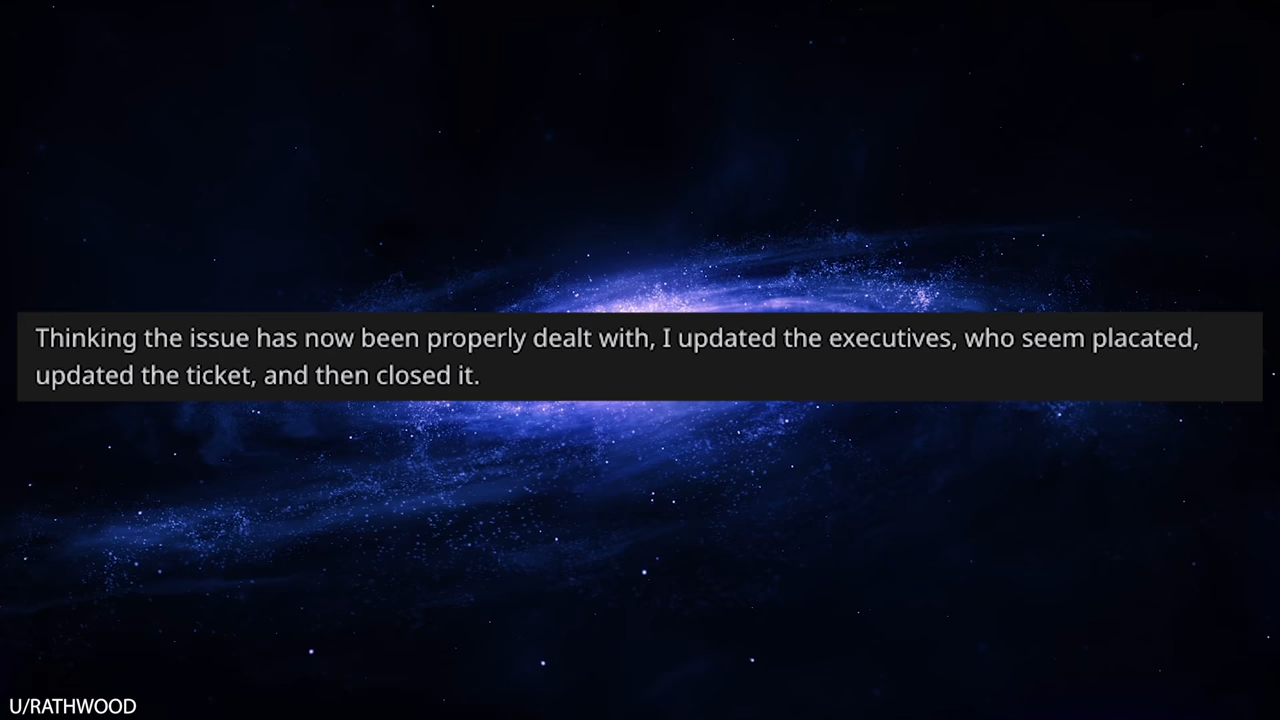 Thinking the issue has now been properly dealt with, I updated the executives, who seem placated,
updated the ticket, and then closed it.
U/RATHWOOD